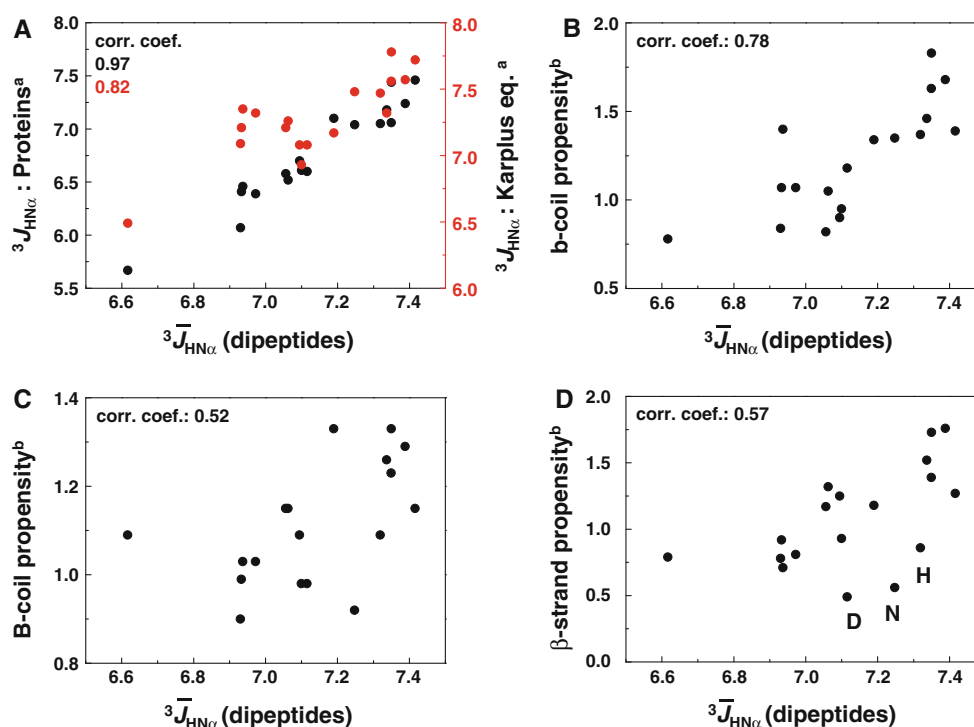 A
corr. coef.
0.97
0.82
8.0
7.5
7.0
6.5
6.0
5.5
³J_HNα : Proteins^a
8.0
7.5
7.0
6.5
6.0
³J_HNα : Karplus eq. ^a
6.6 6.8 7.0 7.2 7.4
³J̅_HNα (dipeptides)
B
corr. coef.: 0.78
2.0
1.5
1.0
0.5
b-coil propensity^b
6.6 6.8 7.0 7.2 7.4
³J̅_HNα (dipeptides)
C
corr. coef.: 0.52
1.4
1.2
1.0
0.8
B-coil propensity^b
6.6 6.8 7.0 7.2 7.4
³J̅_HNα (dipeptides)
D
corr. coef.: 0.57
2.0
1.5
1.0
0.5
0.0
β-strand propensity^b
D
N
H
6.6 6.8 7.0 7.2 7.4
³J̅_HNα (dipeptides)